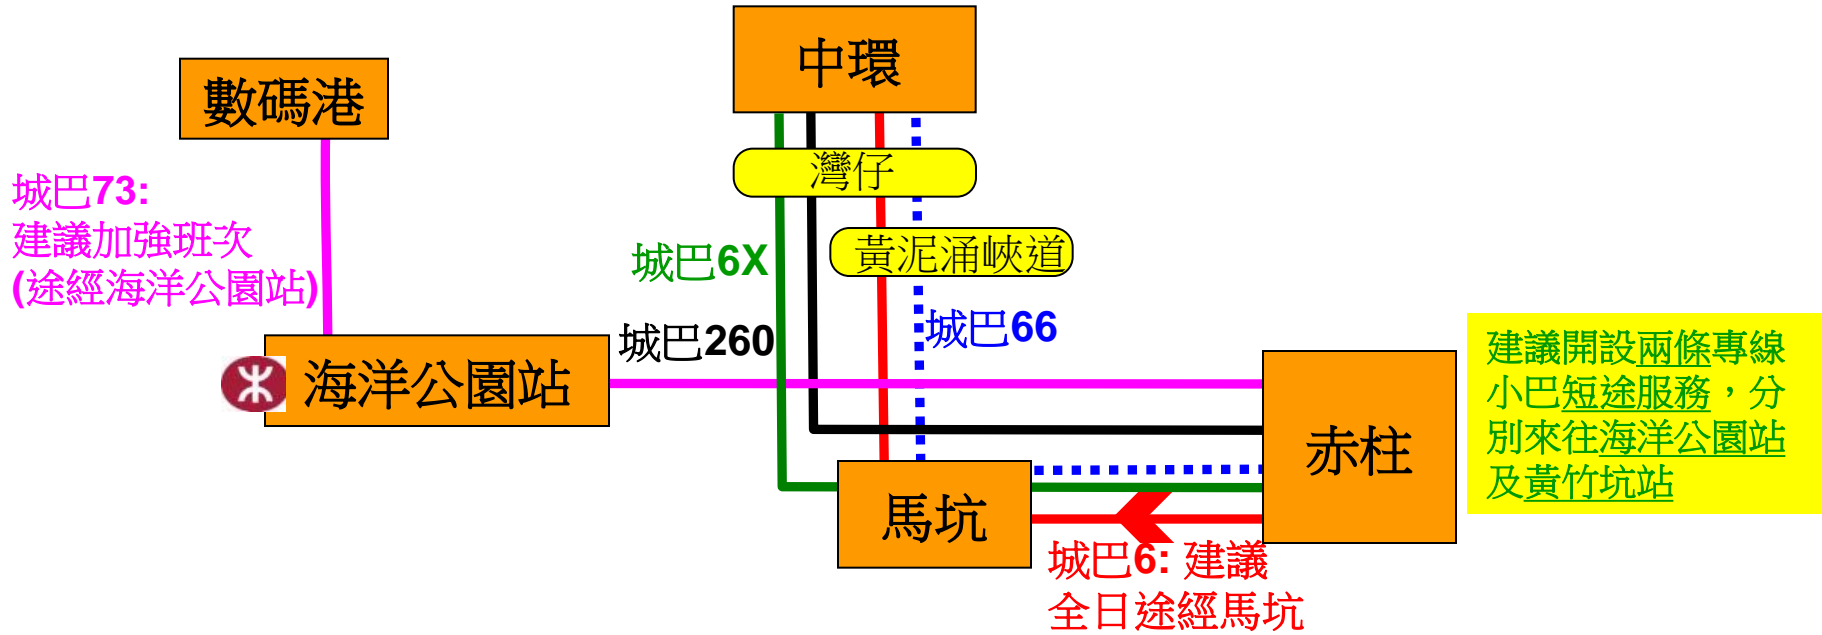 中環
數碼港
灣仔
城巴73:
建議加強班次
(途經海洋公園站)
城巴6X
黃泥涌峽道
城巴260
城巴66
海洋公園站
赤柱
建議開設兩條專線
小巴短途服務，分
別來往海洋公園站
及黃竹坑站
馬坑
城巴6: 建議
全日途經馬坑